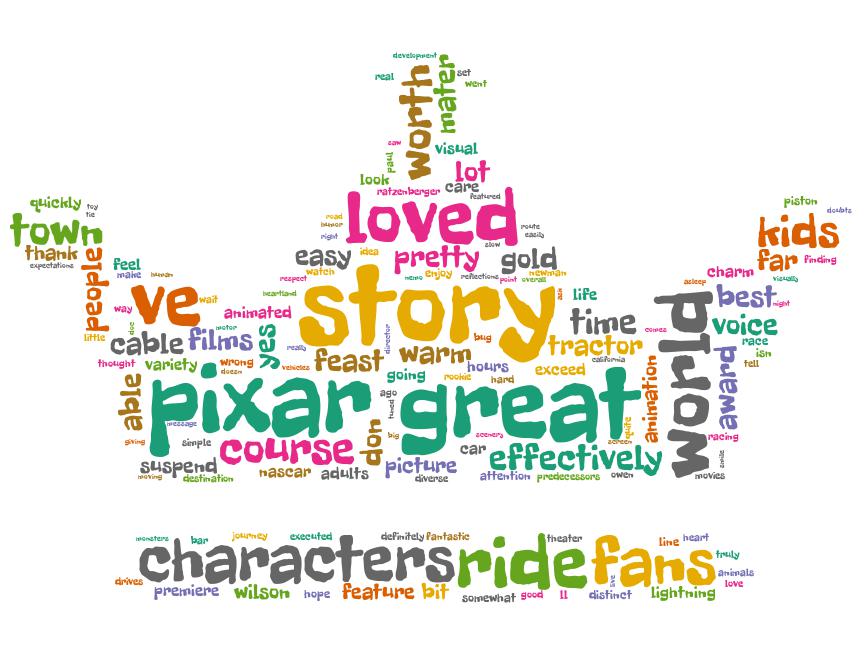 development
real
worth
mater
set
went
saw
paul
visual
look
lot
ratzenberger
care
featured
quickly
toy
tie
town
thank
expectations
people
feel
make
human
road
humor
right
loved
route
easily
slow
piston
doubts
kids
far
finding
charm
visually
easy
idea
pretty
gold
watch
respect
nemo
enjoy
reflections
point
newman
overall
asleep
way
ve
wait
heartland
story
life
world
best
night
little
doc
animated
motor
yes
time
comes
voice
race
isn
tell
cable
films
really
director
bug
tractor
california
thought
variety
wrong
doesn
vehicles
feast
warm
hours
exceed
going
rookie
hard
able
pixar
message
ago
tuned
great
quite
animation
award
giving
simple
course
don
big
scenery
car
screen
racing
smile
suspend
nascar
adults
picture
diverse
effectively
attention
predecessors
owen
movies
moving
destination
monsters
bar
journey
executed
definitely
fantastic
theater
line
heart
characters
ride
fans
truly
live
animals
love
drives
premiere
wilson
hope
feature
bit
somewhat
good
ll
distinct
lightning